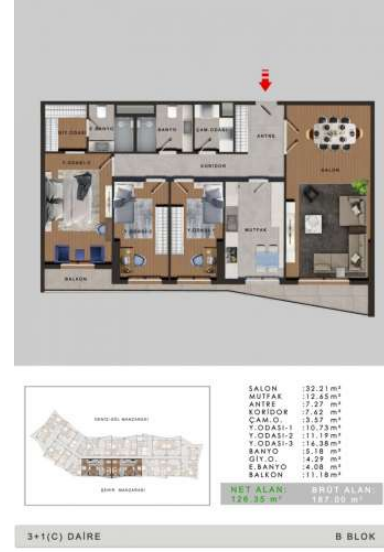 GİY.ODASI
E.BANYO
BANYO
ÇAM.ODASI
ANTRE
Y.ODASI-3
KORİDOR
SALON
Y.ODASI-2
Y.ODASI-1
MUTFAK
BALKON
DENİZ-GÖL MANZARASI
ŞEHİR MANZARASI
SALON :32.21 m²
MUTFAK :12.65 m²
ANTRE :7.27 m²
KORİDOR :7.62 m²
ÇAM.O. :3.57 m²
Y.ODASI-1 :10.73 m²
Y.ODASI-2 :11.19 m²
Y.ODASI-3 :16.38 m²
BANYO :5.18 m²
GİY.O. :4.29 m²
E.BANYO :4.08 m²
BALKON :11.18 m²
NET ALAN: 126.35 m²
BRÜT ALAN: 187.00 m²
3+1(C) DAİRE
B BLOK